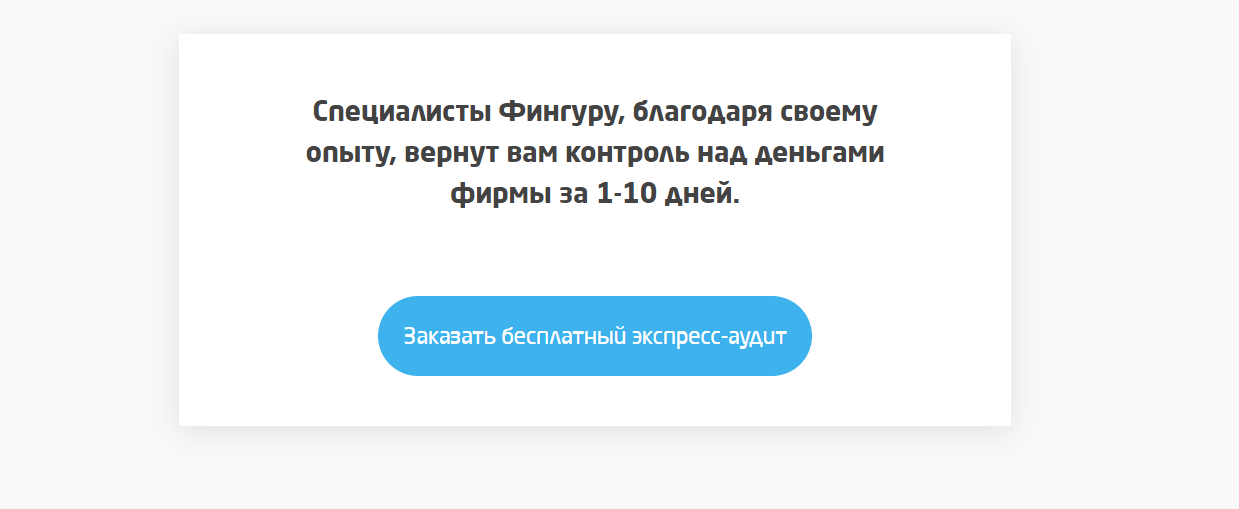 Специалисты Фингуру, благодаря своему
опыту, вернут вам контроль над деньгами
фирмы за 1-10 дней.
Заказать бесплатный экспресс-аудит